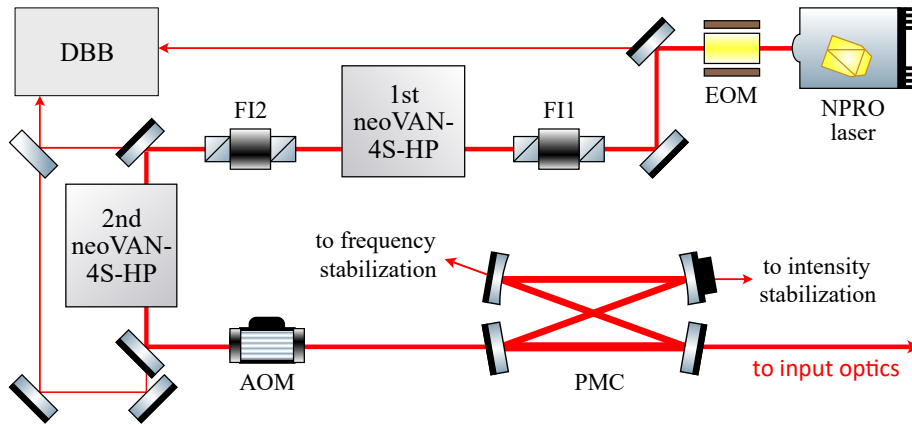 DBB
EOM
NPRO
laser
FI2
1st
neoVAN-
4S-HP
FI1
2nd
neoVAN-
4S-HP
to frequency
stabilization
to intensity
stabilization
AOM
PMC
to input optics